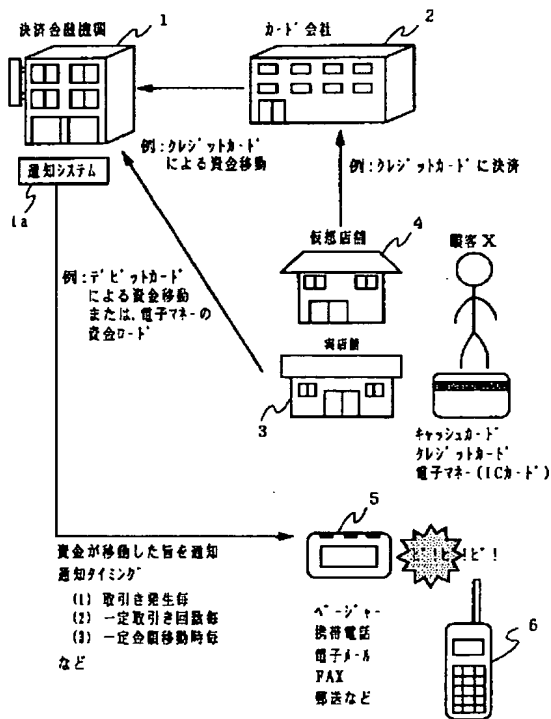 1
決済金融機関
2
カード会社
例:クレジットカード
による資金移動
例:クレジットカードに決済
通知システム
1a
仮想店舗
4
顧客X
例:デビットカード
による資金移動
または、電子マネーの
資金ロード
実店舗
3
キャッシュカード
クレジットカード
電子マネー(ICカード)
5
資金が移動した旨を通知
通知タイミング
(1) 取引き発生毎
(2) 一定取引き回数毎
(3) 一定金額移動時毎
など
ピ!ピ!ピ!
ページャー
携帯電話
電子メール
FAX
郵送など
6